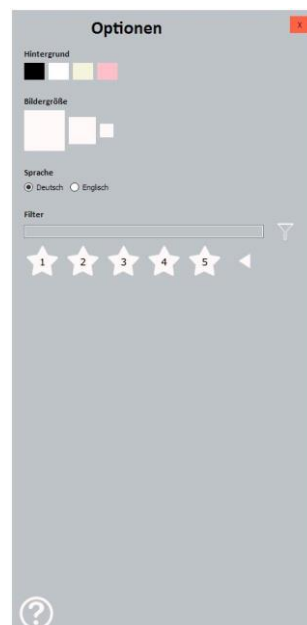 Optionen
x
Hintergrund
Bildergröße
Sprache
Deutsch Englisch
Filter
1 2 3 4 5
?